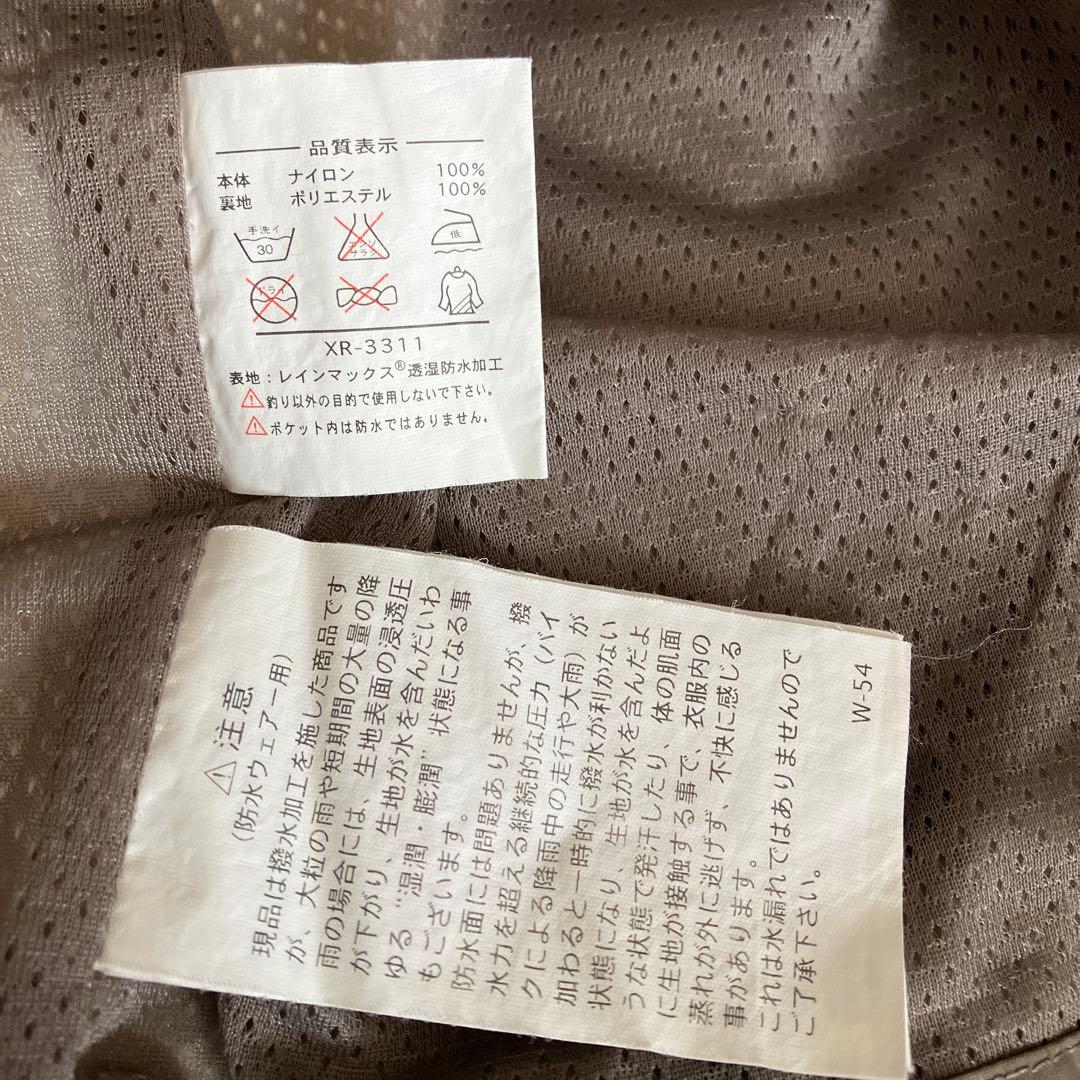 品質表示
本体 ナイロン 100%
裏地 ポリエステル 100%
手洗イ
30
エンソ
サラシ
低
ドライ
XR-3311
表地：レインマックス®透湿防水加工
⚠釣り以外の目的で使用しないで下さい。
⚠ポケット内は防水ではありません。
⚠ 注意
(防水ウェアー用)
現品は撥水加工を施した商品です
が、大粒の雨や短期間の大量の降
雨の場合には、生地表面の浸透圧
が下がり、生地が水を含んだいわ
ゆる“湿潤・膨潤”状態になる事
もございます。
防水面には問題ありませんが、撥
水力を超える継続的な圧力（バイ
クによる降雨中の走行や大雨）が
加わると一時的に撥水が利かない
状態になり、生地が水を含んだよ
うな状態で発汗したり、体の肌面
に生地が接触する事で、衣服内の
蒸れが外に逃げず、不快に感じる
事があります。
これは水漏れではありませんので
ご了承下さい。
W-54